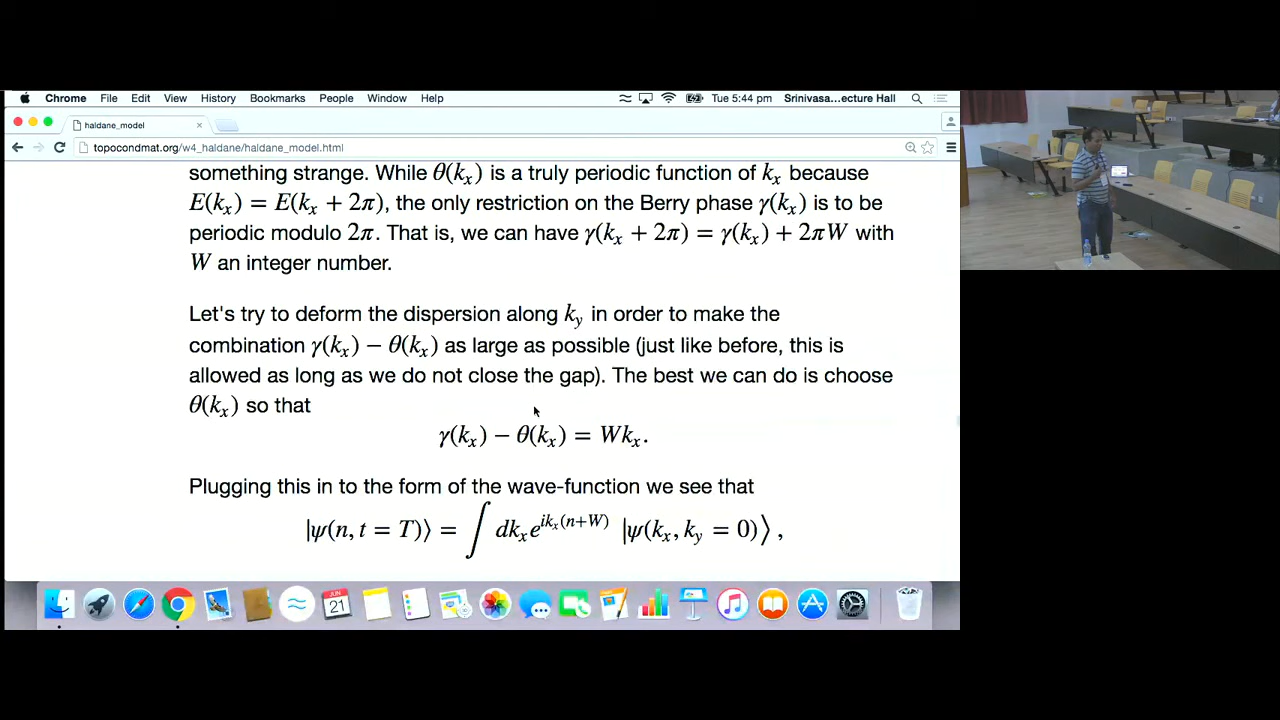 Chrome File Edit View History Bookmarks People Window Help Tue 5:44 pm Srinivasa...ecture Hall
haldane_model
topocondmat.org/w4_haldane/haldane_model.html
something strange. While θ(kₓ) is a truly periodic function of kₓ because
E(kₓ) = E(kₓ + 2π), the only restriction on the Berry phase γ(kₓ) is to be
periodic modulo 2π. That is, we can have γ(kₓ + 2π) = γ(kₓ) + 2πW with
W an integer number.
Let's try to deform the dispersion along k_y in order to make the
combination γ(kₓ) − θ(kₓ) as large as possible (just like before, this is
allowed as long as we do not close the gap). The best we can do is choose
θ(kₓ) so that
γ(kₓ) − θ(kₓ) = Wkₓ.
Plugging this in to the form of the wave-function we see that
|ψ(n, t = T)⟩ = ∫ dkₓe^{ikₓ(n+W)} |ψ(kₓ, k_y = 0)⟩,
JUN
21